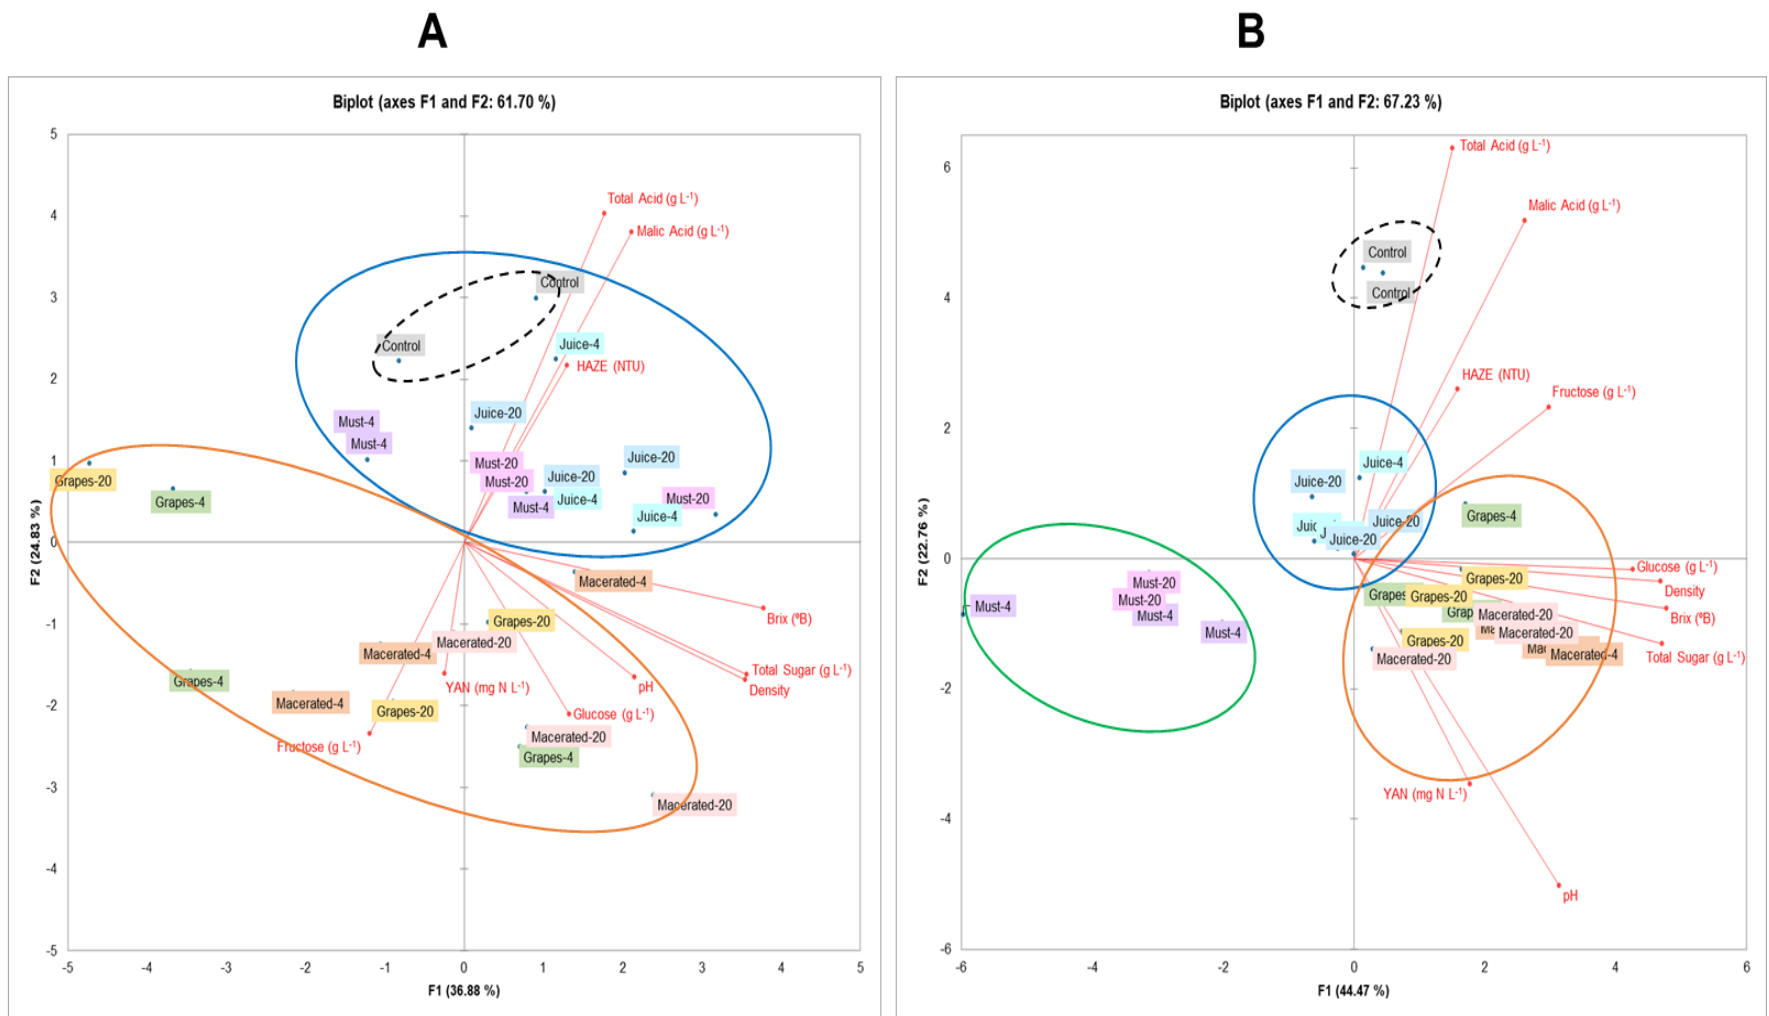 A
B
Biplot (axes F1 and F2: 61.70 %)
5
4
3
2
1
0
-1
-2
-3
-4
-5
-5
-4
-3
-2
-1
0
1
2
3
4
5
F2 (24.83 %)
F1 (36.88 %)
Total Acid (g L-1)
Malic Acid (g L-1)
Control
Control
Juice-4
HAZE (NTU)
Juice-20
Must-4
Must-4
Must-20
Must-20
Juice-20
Juice-20
Must-4
Juice-4
Must-20
Juice-4
Grapes-20
Grapes-4
Macerated-4
Brix (ºB)
Grapes-20
Macerated-20
Macerated-4
Total Sugar (g L-1)
Density
YAN (mg N L-1)
pH
Grapes-4
Macerated-4
Grapes-20
Glucose (g L-1)
Fructose (g L-1)
Macerated-20
Grapes-4
Macerated-20
Biplot (axes F1 and F2: 67.23 %)
6
4
2
0
-2
-4
-6
-6
-4
-2
0
2
4
6
F2 (22.76 %)
F1 (44.47 %)
Total Acid (g L-1)
Malic Acid (g L-1)
Control
Control
HAZE (NTU)
Fructose (g L-1)
Juice-4
Juice-20
Juice-20
Juice-20
Grapes-4
Glucose (g L-1)
Density
Brix (ºB)
Total Sugar (g L-1)
Must-20
Must-20
Must-4
Must-4
Must-4
Grapes-20
Grapes
Grapes-20
Macerated-20
Macerated-20
Grapes-20
Macerated-4
Macerated-20
YAN (mg N L-1)
pH